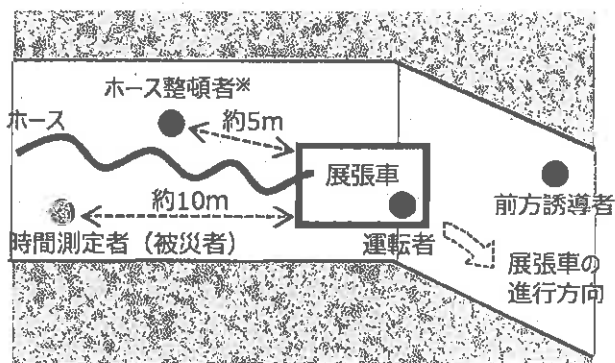 ホース整頓者※
ホース
約5m
展張車
約10m
前方誘導者
時間測定者（被災者）
運転者
展張車の
進行方向